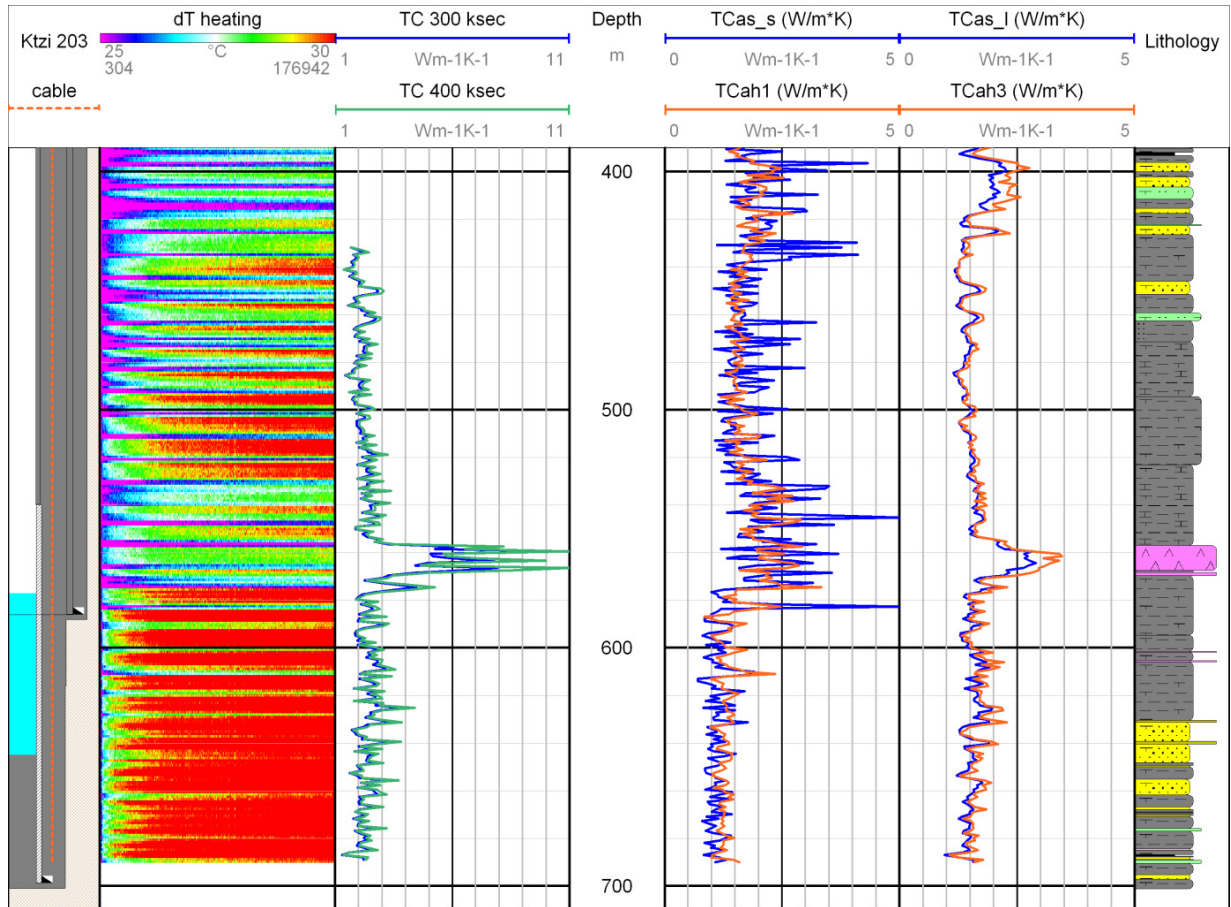 dT heating TC 300 ksec Depth TCas_s (W/m*K) TCas_l (W/m*K)
Ktzi 203 Lithology
25 °C 30 1 Wm-1K-1 11 m 0 Wm-1K-1 5 0 Wm-1K-1 5
304 176942
cable TC 400 ksec TCah1 (W/m*K) TCah3 (W/m*K)
1 Wm-1K-1 11 0 Wm-1K-1 5 0 Wm-1K-1 5
400
500
600
700